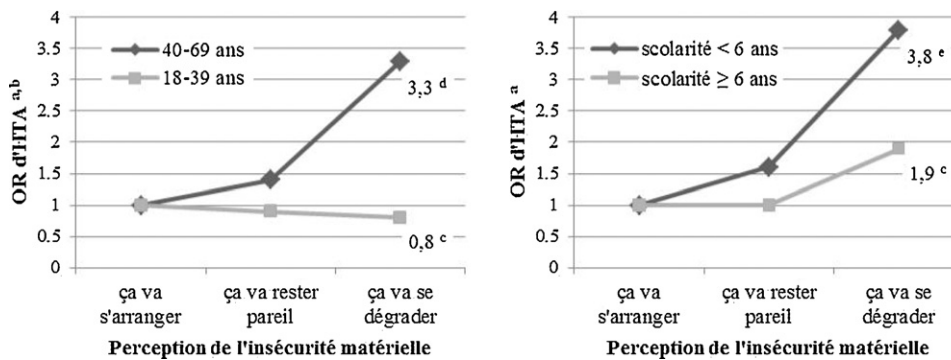 OR d'HTA a,b
4
3.5
3
2.5
2
1.5
1
0.5
0
40-69 ans
18-39 ans
3,3 d
0,8 c
ça va s'arranger
ça va rester pareil
ça va se dégrader
Perception de l'insécurité matérielle
OR d'HTA a
4
3.5
3
2.5
2
1.5
1
0.5
0
scolarité < 6 ans
scolarité ≥ 6 ans
3,8 e
1,9 c
ça va s'arranger
ça va rester pareil
ça va se dégrader
Perception de l'insécurité matérielle